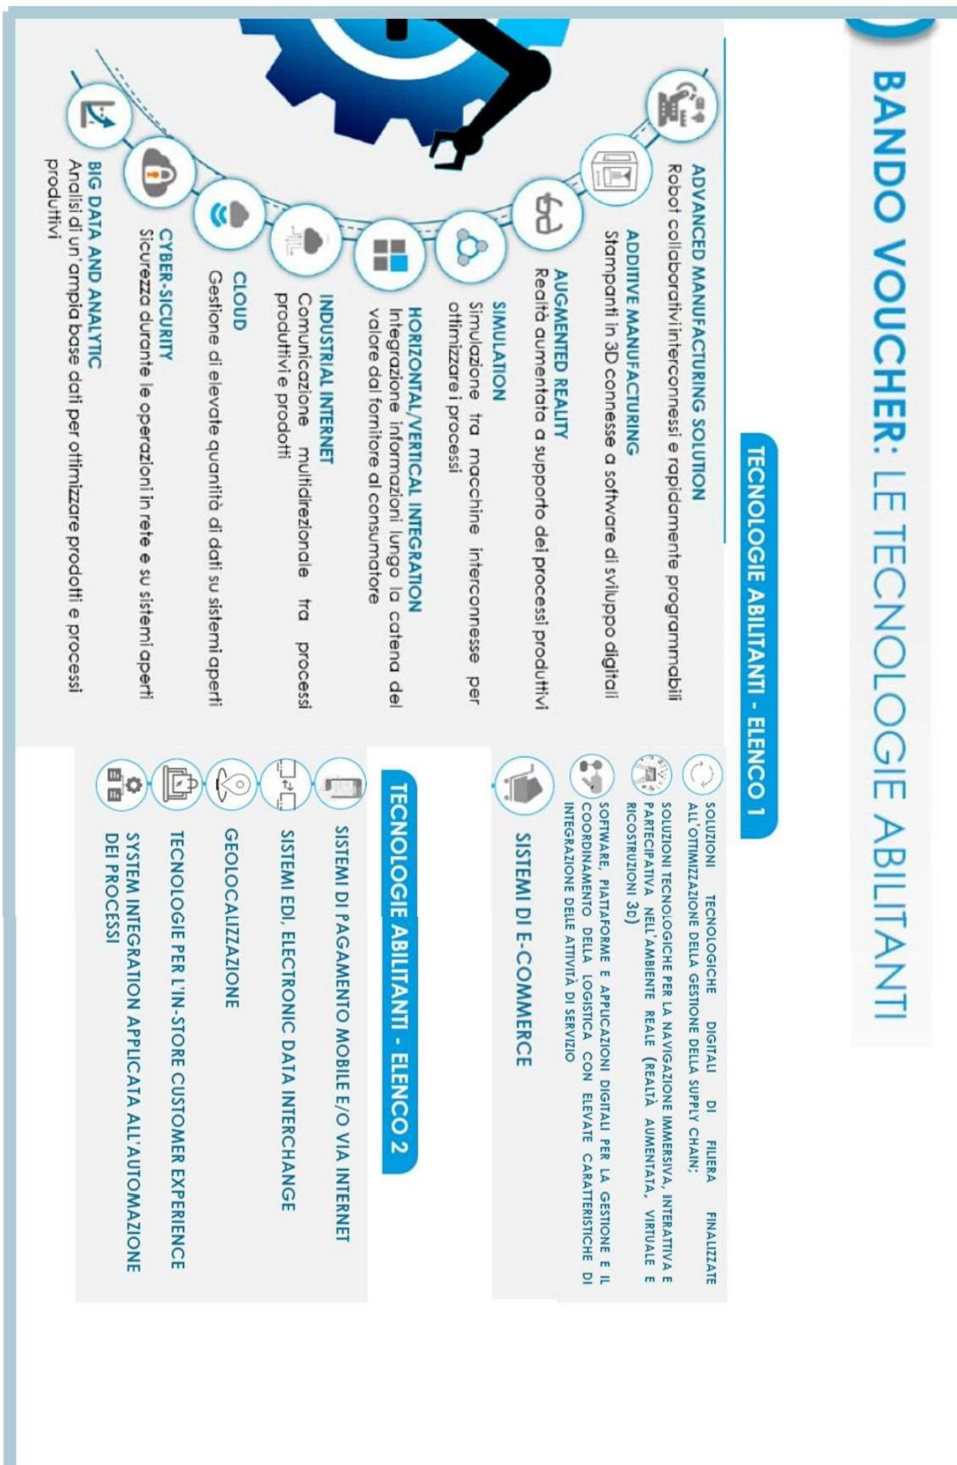 BANDO VOUCHER: LE TECNOLOGIE ABILITANTI
TECNOLOGIE ABILITANTI - ELENCO 1
ADVANCED MANUFACTURING SOLUTION
Robot collaborativi interconnessi e rapidamente programmabili
ADDITIVE MANUFACTURING
Stampanti in 3D connesse a software di sviluppo digitali
AUGMENTED REALITY
Realtà aumentata a supporto dei processi produttivi
SIMULATION
Simulazione tra macchine interconnesse per
ottimizzare i processi
HORIZONTAL/VERTICAL INTEGRATION
Integrazione informazioni lungo la catena del
valore dal fornitore al consumatore
INDUSTRIAL INTERNET
Comunicazione multidirezionale tra processi
produttivi e prodotti
CLOUD
Gestione di elevate quantità di dati su sistemi aperti
CYBER-SICURITY
Sicurezza durante le operazioni in rete e su sistemi aperti
BIG DATA AND ANALYTIC
Analisi di un'ampia base dati per ottimizzare prodotti e processi
produttivi
SOLUZIONI TECNOLOGICHE DIGITALI DI FILIERA FINALIZZATE
ALL'OTTIMIZZAZIONE DELLA GESTIONE DELLA SUPPLY CHAIN;
SOLUZIONI TECNOLOGICHE PER LA NAVIGAZIONE IMMERSIVA, INTERATTIVA E
PARTECIPATIVA NELL'AMBIENTE REALE (REALTÀ AUMENTATA, VIRTUALE E
RICOSTRUZIONI 3D)
SOFTWARE, PIATTAFORME E APPLICAZIONI DIGITALI PER LA GESTIONE E IL
COORDINAMENTO DELLA LOGISTICA CON ELEVATE CARATTERISTICHE DI
INTEGRAZIONE DELLE ATTIVITÀ DI SERVIZIO
SISTEMI DI E-COMMERCE
TECNOLOGIE ABILITANTI - ELENCO 2
SISTEMI DI PAGAMENTO MOBILE E/O VIA INTERNET
SISTEMI EDI, ELECTRONIC DATA INTERCHANGE
GEOLOCALIZZAZIONE
TECNOLOGIE PER L'IN-STORE CUSTOMER EXPERIENCE
SYSTEM INTEGRATION APPLICATA ALL'AUTOMAZIONE
DEI PROCESSI